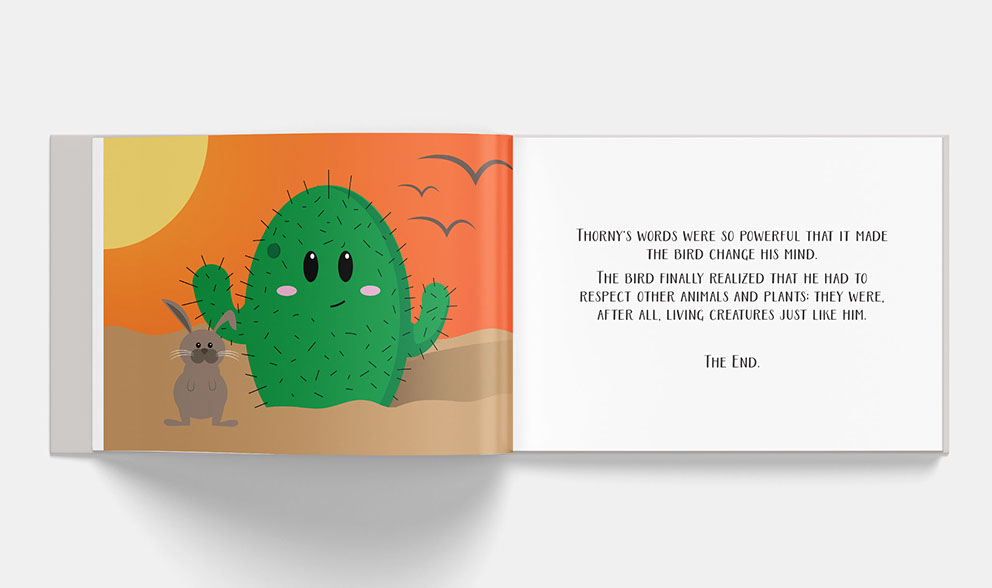 Thorny's words were so powerful that it made
the bird change his mind.
The bird finally realized that he had to
respect other animals and plants; they were,
after all, living creatures just like him.
The End.